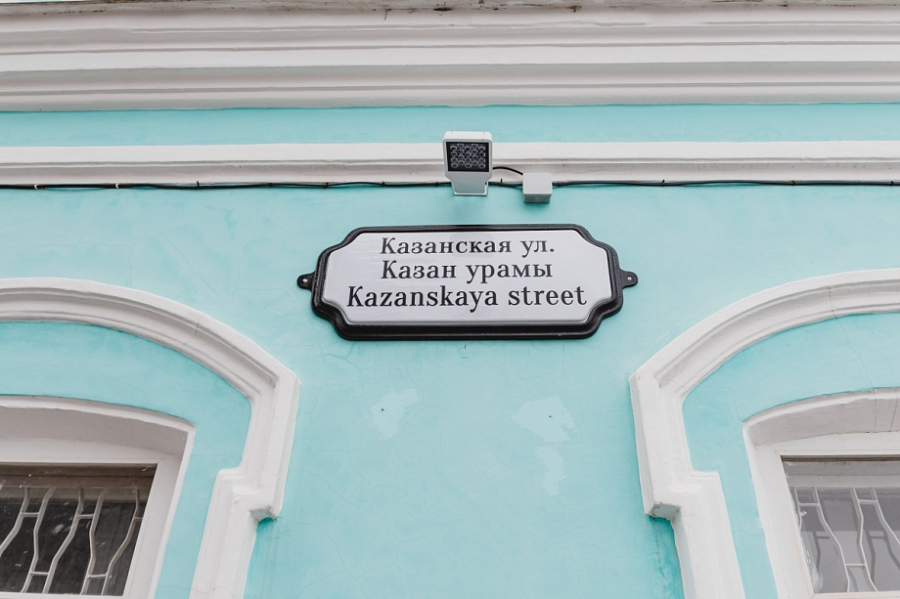 Казанская ул.
Казан урамы
Kazanskaya street